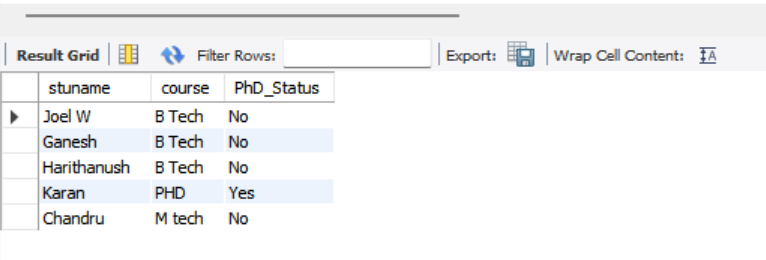 Result Grid Filter Rows: Export: Wrap Cell Content: IA
stuname course PhD_Status
Joel W B Tech No
Ganesh B Tech No
Harithanush B Tech No
Karan PHD Yes
Chandru M tech No